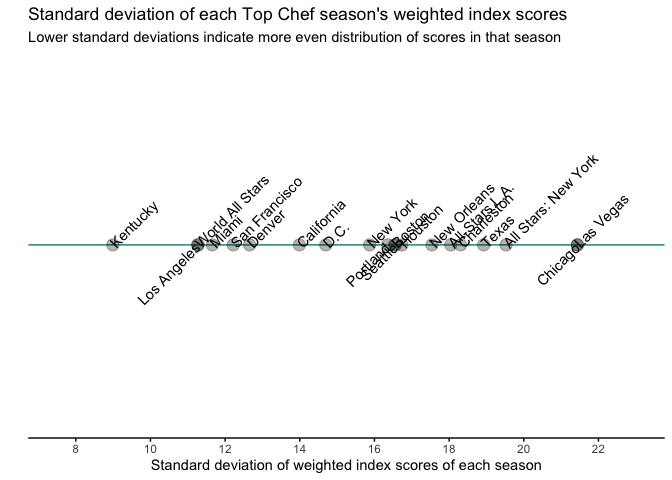 Standard deviation of each Top Chef season's weighted index scores
Lower standard deviations indicate more even distribution of scores in that season
Kentucky
Los Angeles
World All Stars
Miami
San Francisco
Denver
California
D.C.
New York
Portland
Seattle
Boston
Houston
New Orleans
All Stars L.A.
Charleston
Texas
All Stars: New York
Chicago
Las Vegas
8 10 12 14 16 18 20 22
Standard deviation of weighted index scores of each season